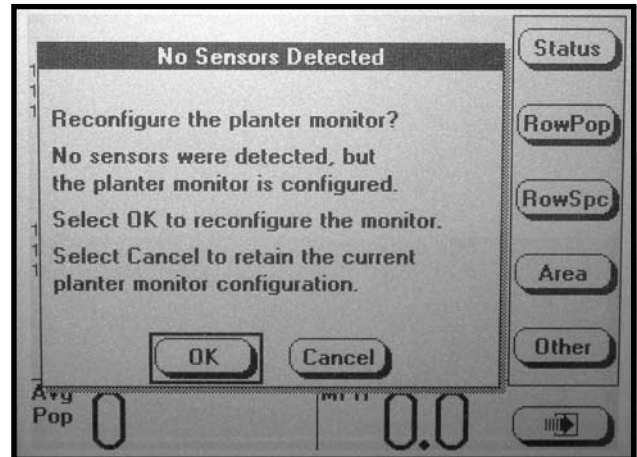 No Sensors Detected
Reconfigure the planter monitor?
No sensors were detected, but
the planter monitor is configured.
Select OK to reconfigure the monitor.
Select Cancel to retain the current
planter monitor configuration.
OK
Cancel
Status
RowPop
RowSpc
Area
Other
Avg
Pop
0
MPH
0.0